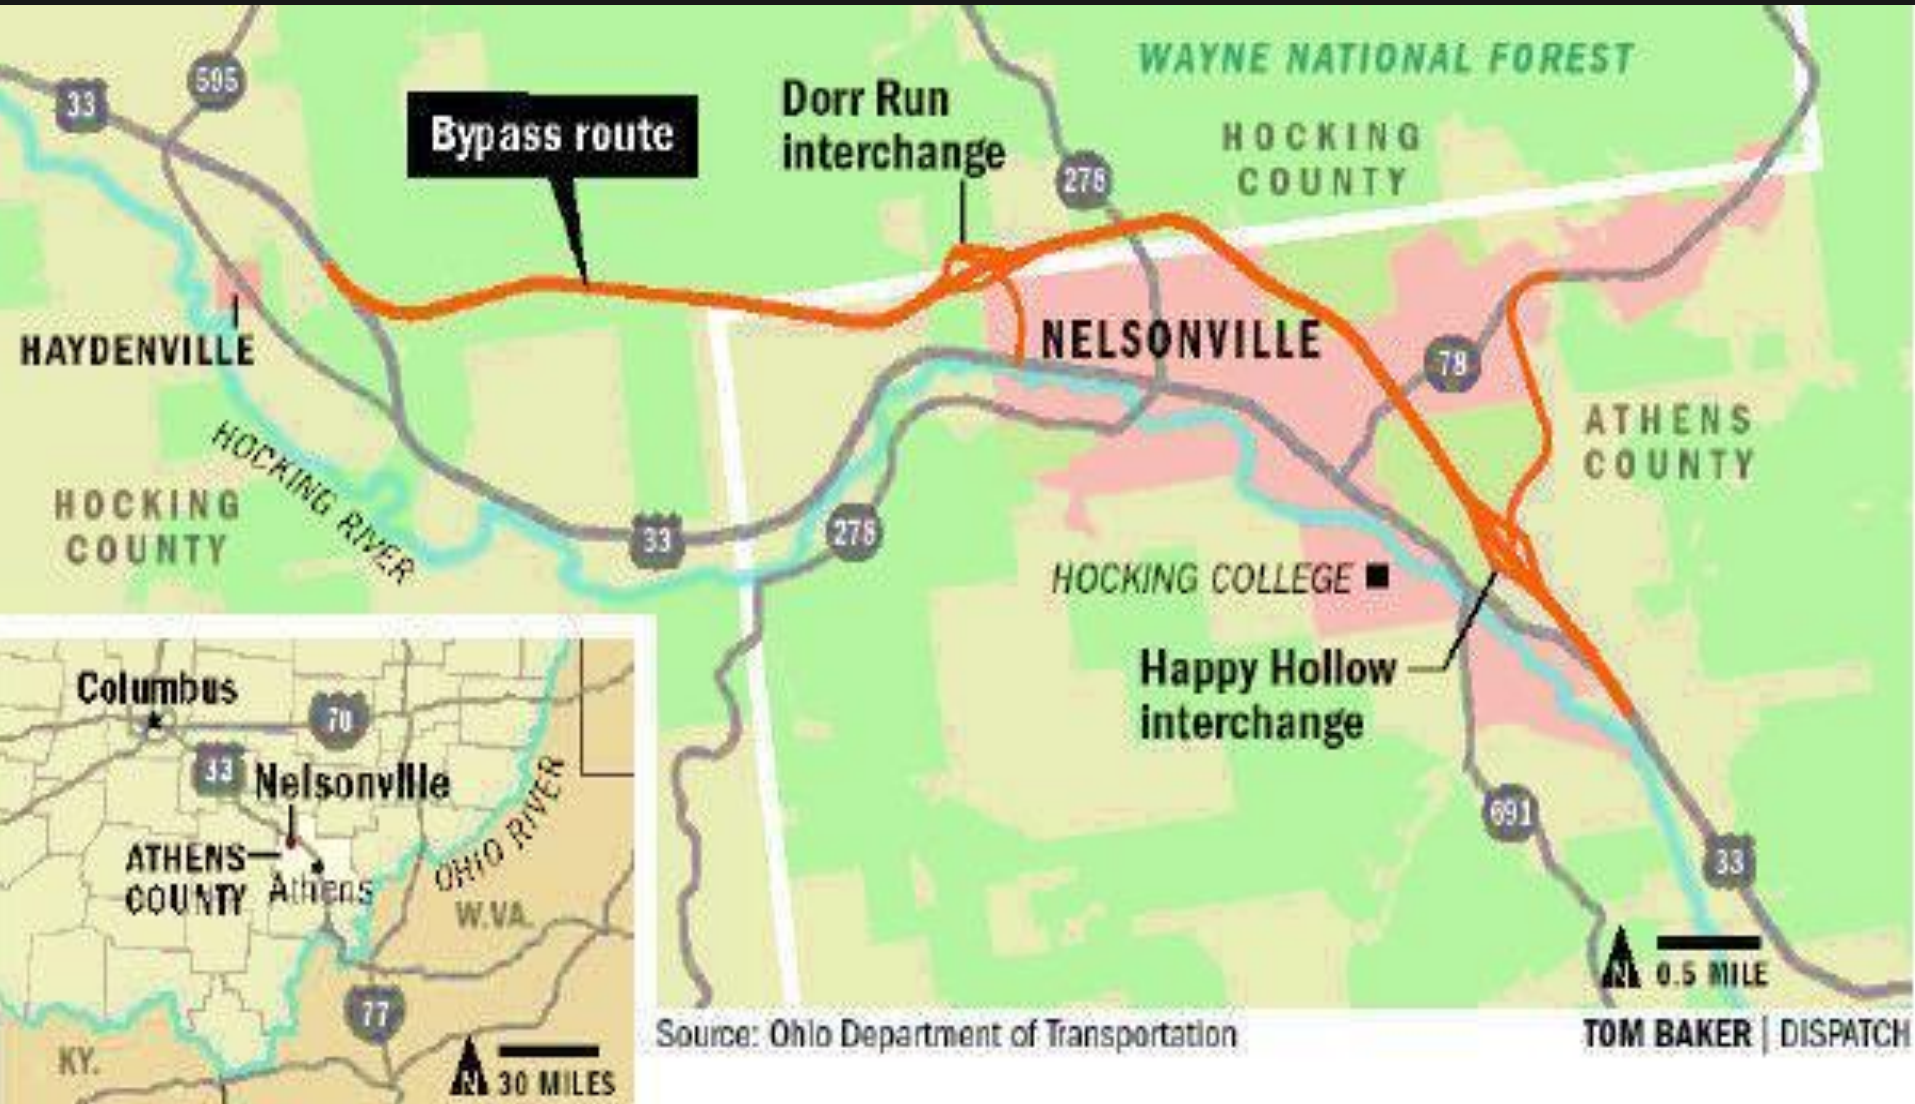 WAYNE NATIONAL FOREST
595
33
Bypass route
Dorr Run
interchange
HOCKING
COUNTY
278
HAYDENVILLE
NELSONVILLE
78
ATHENS
COUNTY
HOCKING RIVER
HOCKING
COUNTY
33
278
HOCKING COLLEGE
Happy Hollow
interchange
691
33
N
0.5 MILE
Columbus
70
33
Nelsonville
OHIO RIVER
ATHENS
COUNTY
Athens
W.VA.
77
KY.
N
30 MILES
Source: Ohio Department of Transportation
TOM BAKER | DISPATCH